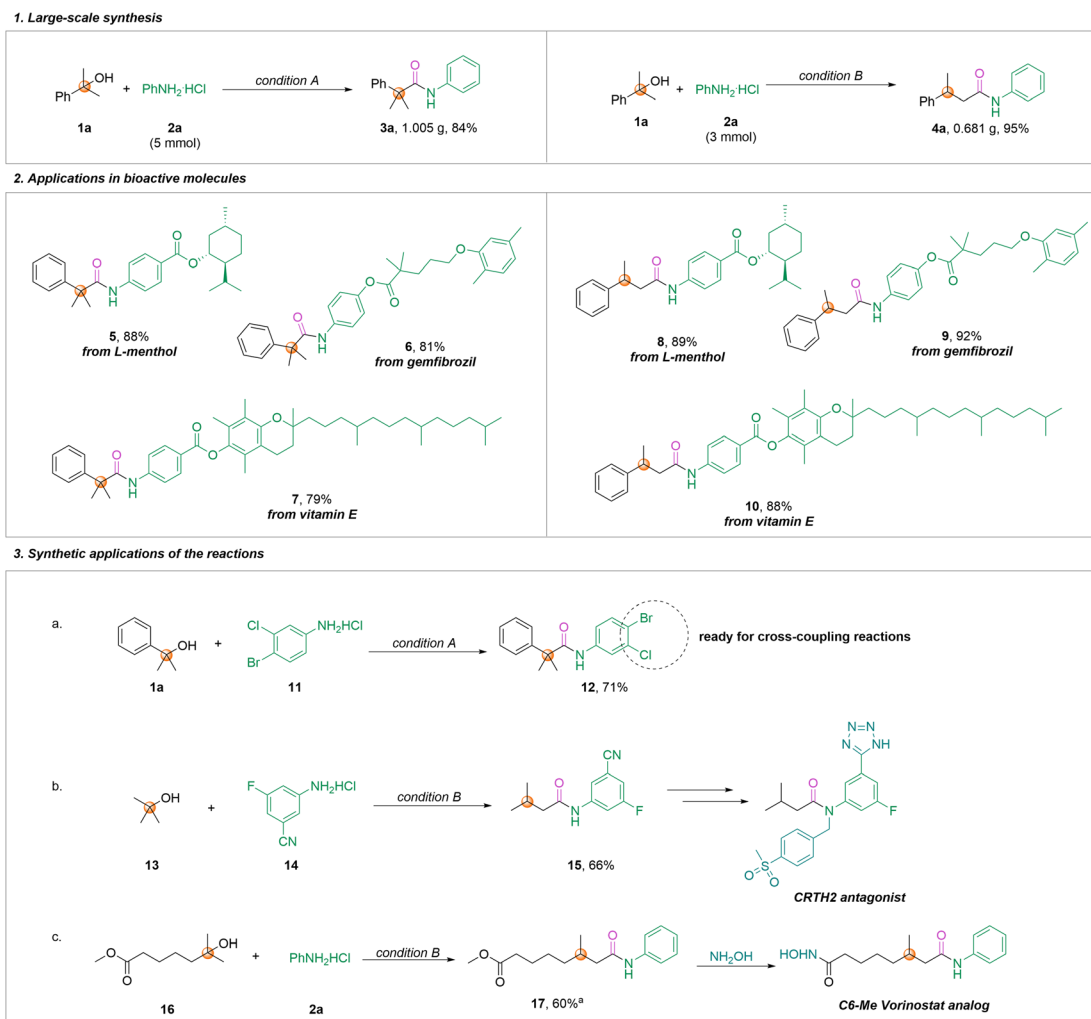 1. Large-scale synthesis
OH
Ph
1a
+
PhNH2·HCl
2a
(5 mmol)
condition A
Ph
O
N
H
3a, 1.005 g, 84%
OH
Ph
1a
+
PhNH2·HCl
2a
(3 mmol)
condition B
Ph
O
N
H
4a, 0.681 g, 95%
2. Applications in bioactive molecules
O
N
H
O
O
5, 88%
from L-menthol
O
N
H
O
O
O
6, 81%
from gemfibrozil
O
N
H
O
O
O
7, 79%
from vitamin E
O
N
H
O
O
8, 89%
from L-menthol
O
N
H
O
O
O
9, 92%
from gemfibrozil
O
N
H
O
O
O
10, 88%
from vitamin E
3. Synthetic applications of the reactions
a.
OH
1a
+
Cl
Br
NH2HCl
11
condition A
O
N
H
Br
Cl
12, 71%
ready for cross-coupling reactions
b.
OH
13
+
F
NH2HCl
CN
14
condition B
O
N
H
CN
F
15, 66%
N
N
N
NH
O
N
F
S
O
O
CRTH2 antagonist
c.
O
O
OH
16
+
PhNH2HCl
2a
condition B
O
O
O
N
H
17, 60%a
NH2OH
HOHN
O
O
N
H
C6-Me Vorinostat analog